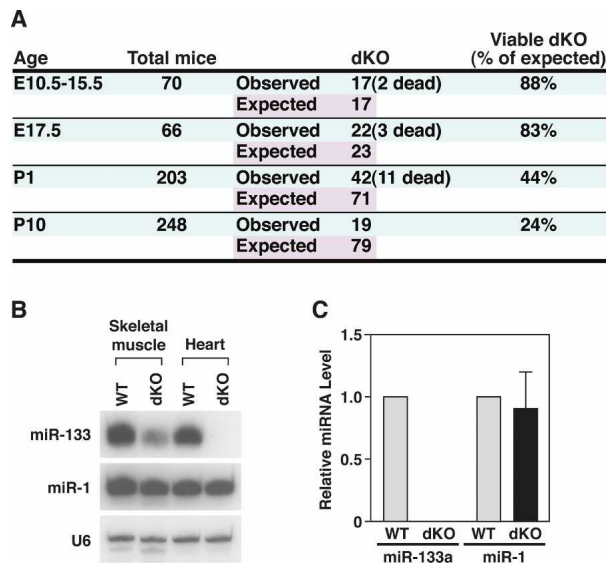 A
Age Total mice dKO Viable dKO (% of expected)
E10.5-15.5 70 Observed 17(2 dead) 88%
Expected 17
E17.5 66 Observed 22(3 dead) 83%
Expected 23
P1 203 Observed 42(11 dead) 44%
Expected 71
P10 248 Observed 19 24%
Expected 79
B
Skeletal muscle Heart
WT dKO WT dKO
miR-133
miR-1
U6
C
Relative miRNA Level
1.5
1.0
0.5
0
WT dKO WT dKO
miR-133a miR-1